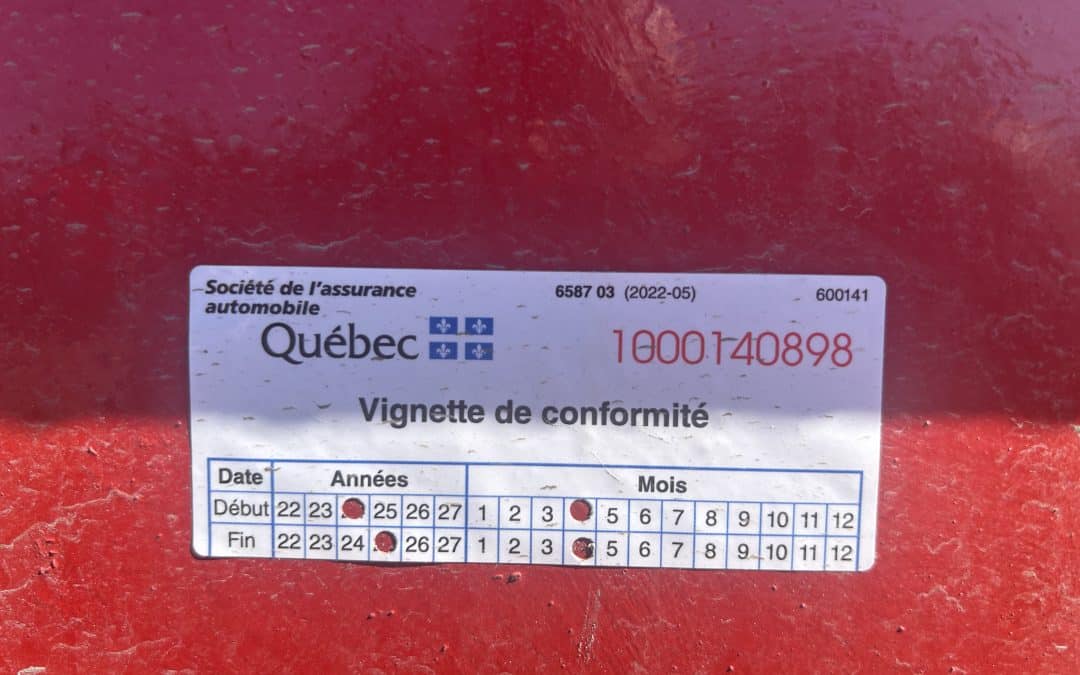 Société de l'assurance
automobile
6587 03 (2022-05)
600141
Québec
1000140898
Vignette de conformité
Date Années Mois
Début 22 23 25 26 27 1 2 3 5 6 7 8 9 10 11 12
Fin 22 23 24 26 27 1 2 3 5 6 7 8 9 10 11 12